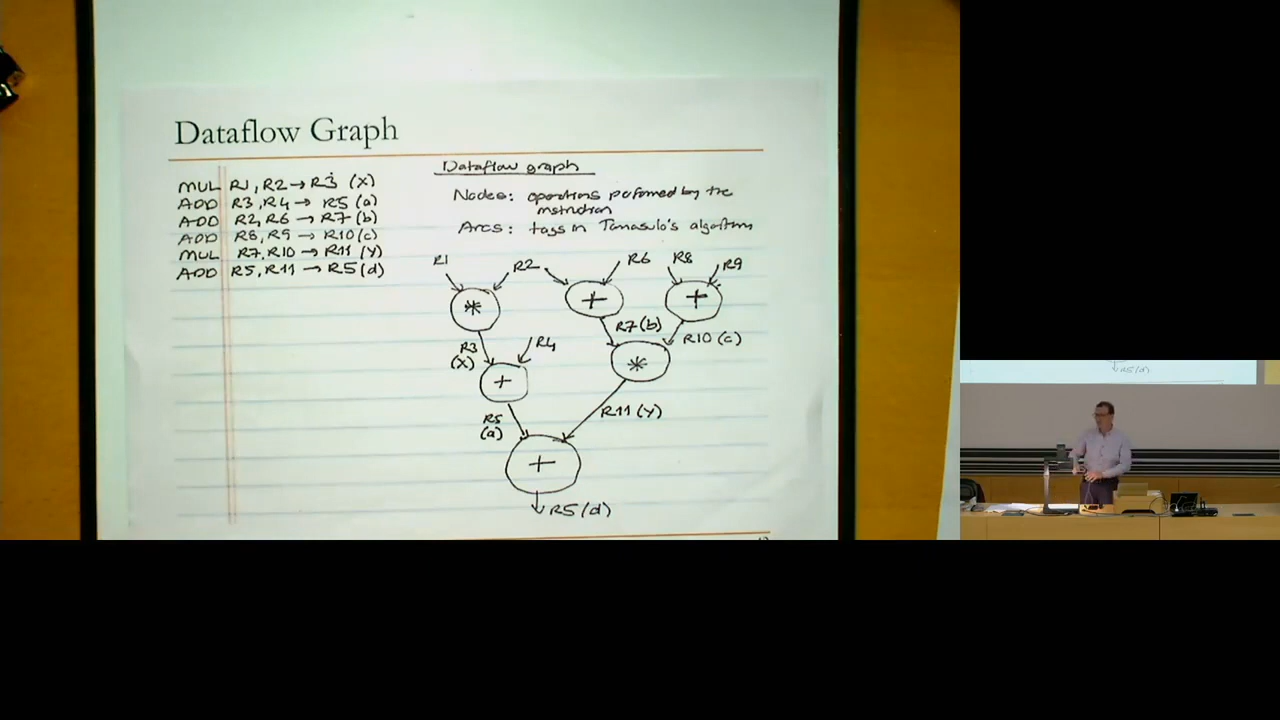 Dataflow Graph
MUL R1, R2 → R3 (X)
ADD R3, R4 → R5 (a)
ADD R2, R6 → R7 (b)
ADD R8, R9 → R10 (c)
MUL R7, R10 → R11 (Y)
ADD R5, R11 → R5 (d)
Dataflow graph
Nodes: operations performed by the
instruction
Arcs: tags in Tomasulo's algorithm
R1 R2 R6 R8 R9
* + +
R7 (b) R10 (c)
R3 R4
(X) *
+
R5 R11 (Y)
(a)
+
R5 (d)
R5(d)